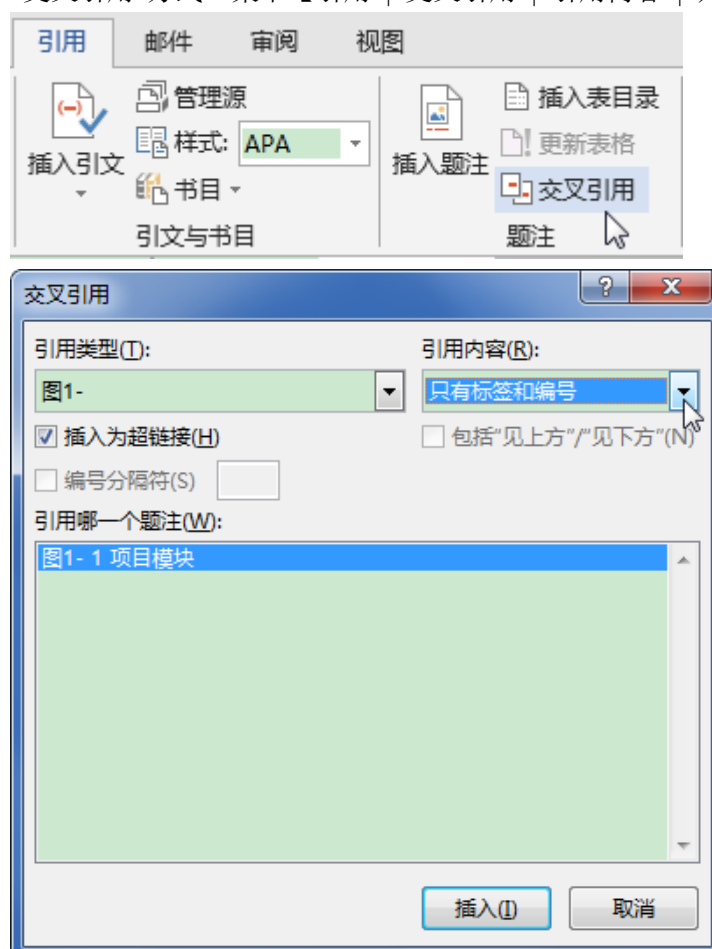 引用 邮件 审阅 视图
管理源
插入表目录
样式: APA
更新表格
插入引文
插入题注
书目
交叉引用
引文与书目
题注
交叉引用
引用类型(T):
引用内容(R):
图1-
只有标签和编号
插入为超链接(H)
包括"见上方"/"见下方"(N)
编号分隔符(S)
引用哪一个题注(W):
图1- 1 项目模块
插入(I)
取消